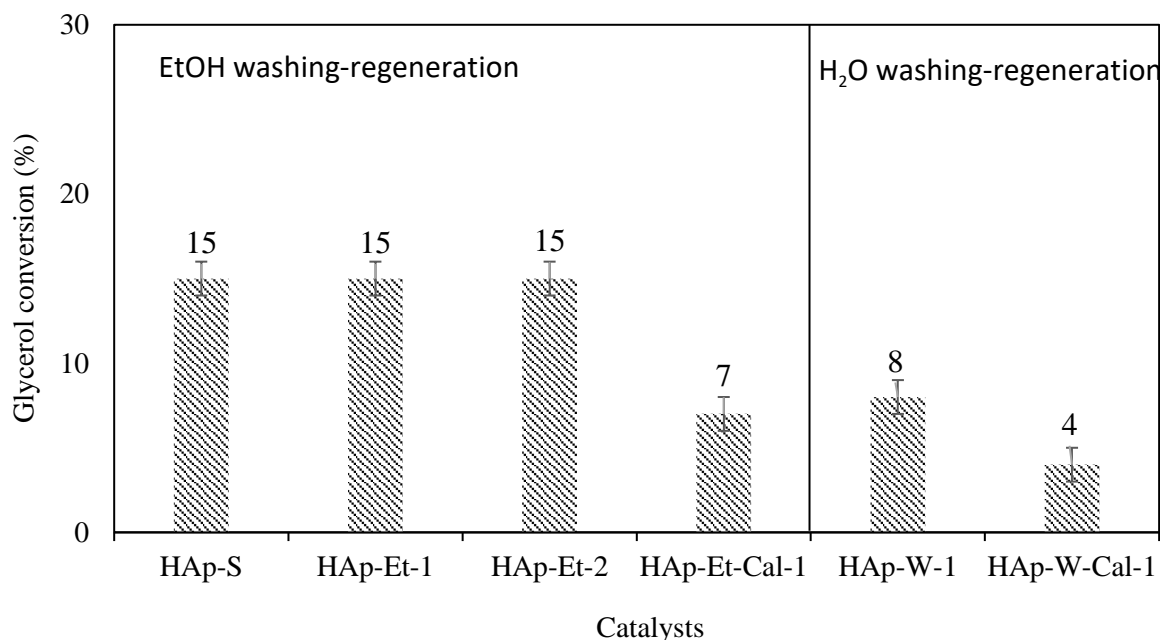 30
20
10
0
Glycerol conversion (%)
EtOH washing-regeneration
H₂O washing-regeneration
15
15
15
7
8
4
HAp-S
HAp-Et-1
HAp-Et-2
HAp-Et-Cal-1
HAp-W-1
HAp-W-Cal-1
Catalysts